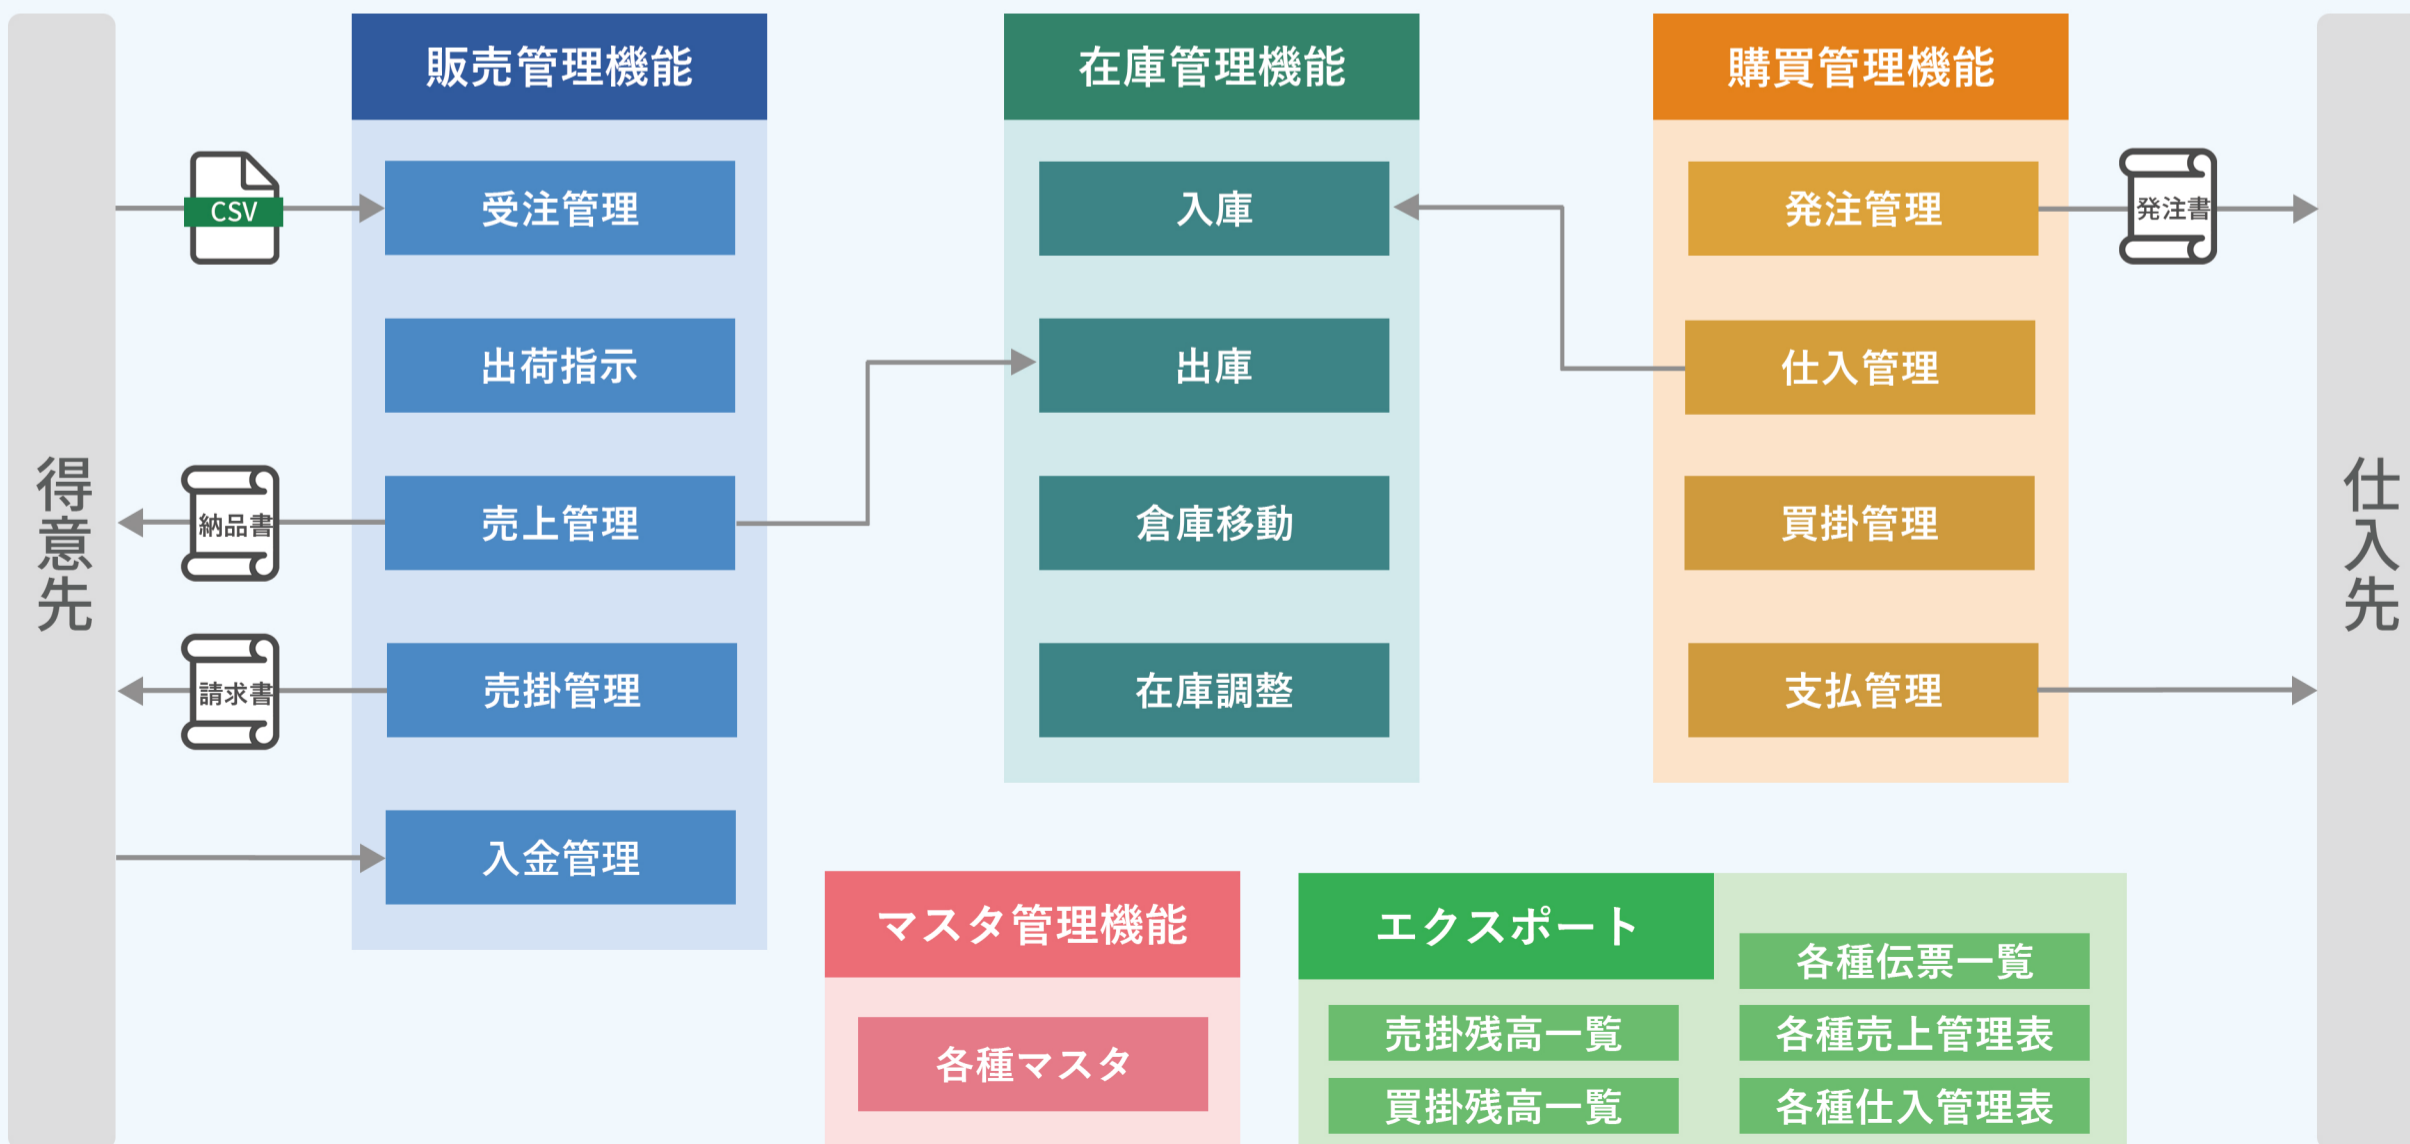 得意先
販売管理機能
CSV
受注管理
出荷指示
納品書
売上管理
請求書
売掛管理
入金管理
在庫管理機能
入庫
出庫
倉庫移動
在庫調整
購買管理機能
発注管理
発注書
仕入管理
買掛管理
支払管理
仕入先
マスタ管理機能
各種マスタ
エクスポート
売掛残高一覧
買掛残高一覧
各種伝票一覧
各種売上管理表
各種仕入管理表